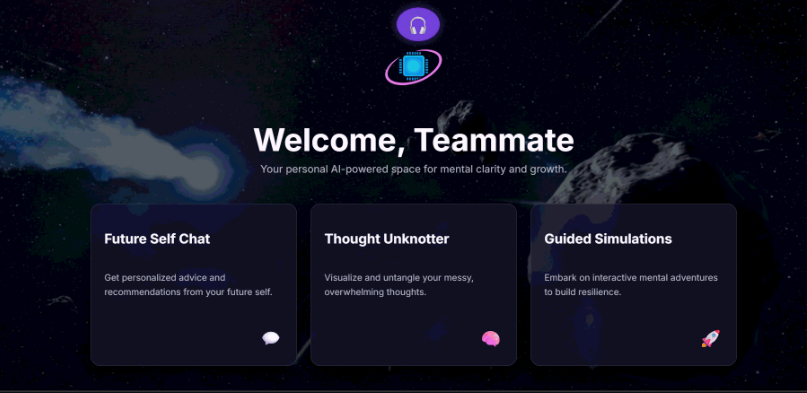 Welcome, Teammate
Your personal AI-powered space for mental clarity and growth.
Future Self Chat
Get personalized advice and
recommendations from your future self.
Thought Unknotter
Visualize and untangle your messy,
overwhelming thoughts.
Guided Simulations
Embark on interactive mental adventures
to build resilience.